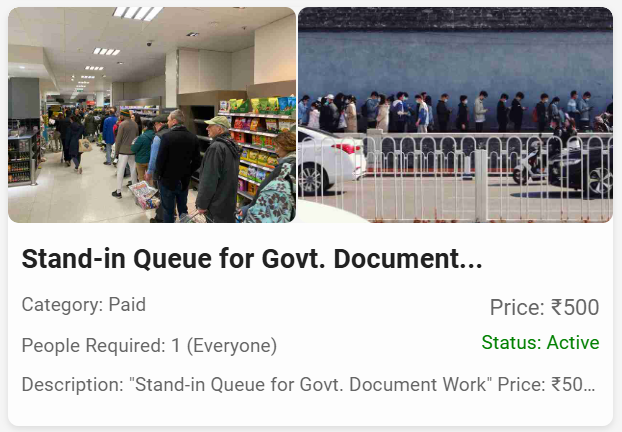 Stand-in Queue for Govt. Document...
Category: Paid
Price: ₹500
People Required: 1 (Everyone)
Status: Active
Description: "Stand-in Queue for Govt. Document Work" Price: ₹50...